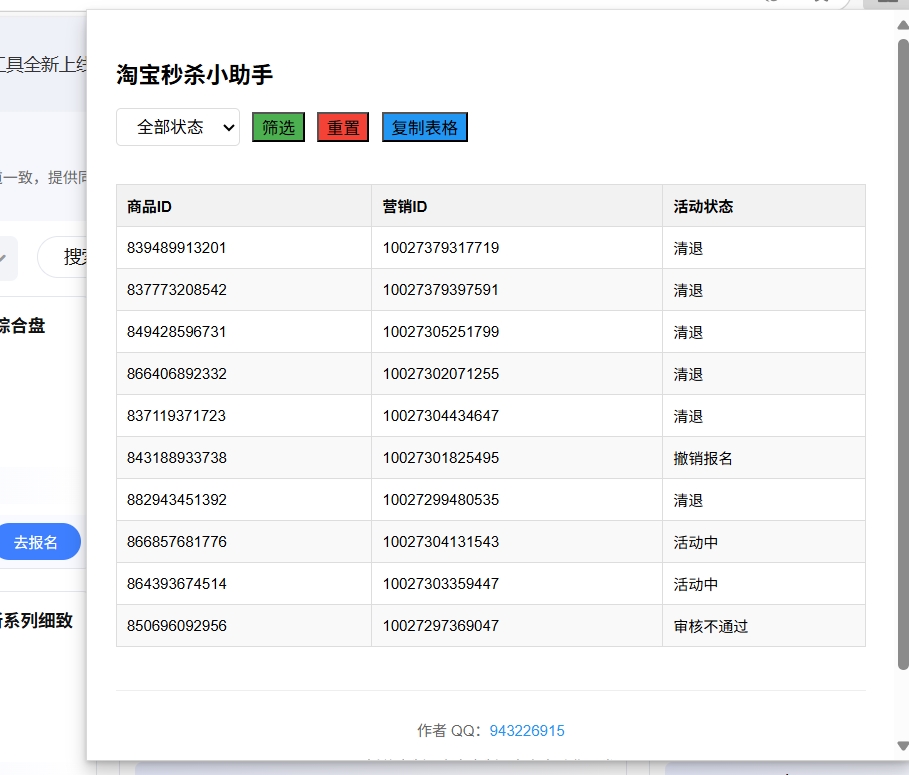 工具全新上线
淘宝秒杀小助手
全部状态 筛选 重置 复制表格
一致，提供同
商品ID 营销ID 活动状态
839489913201 10027379317719 清退
搜索
837773208542 10027379397591 清退
综合盘
849428596731 10027305251799 清退
866406892332 10027302071255 清退
837119371723 10027304434647 清退
843188933738 10027301825495 撤销报名
882943451392 10027299480535 清退
去报名
866857681776 10027304131543 活动中
864393674514 10027303359447 活动中
系列细致
850696092956 10027297369047 审核不通过
作者 QQ：943226915